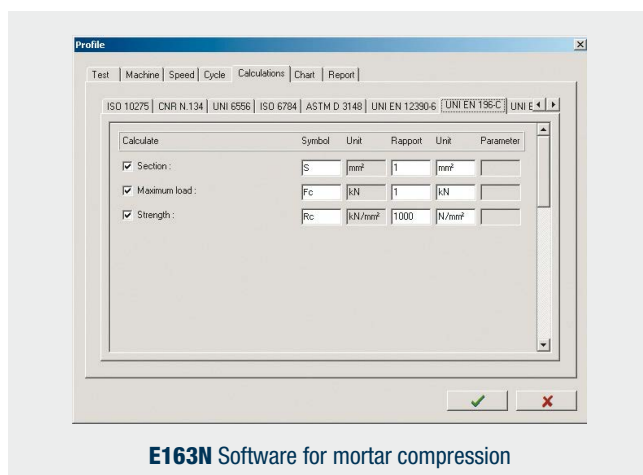 Profile
Test Machine Speed Cycle Calculations Chart Report
ISO 10275 CNR N.134 UNI 6556 ISO 6784 ASTM D 3148 UNI EN 12390-6 UNI EN 196-C UNI E
Calculate Symbol Unit Rapport Unit Parameter
Section : S mm² 1 mm²
Maximum load : Fc kN 1 kN
Strength : Rc kN/mm² 1000 N/mm²
E163N Software for mortar compression